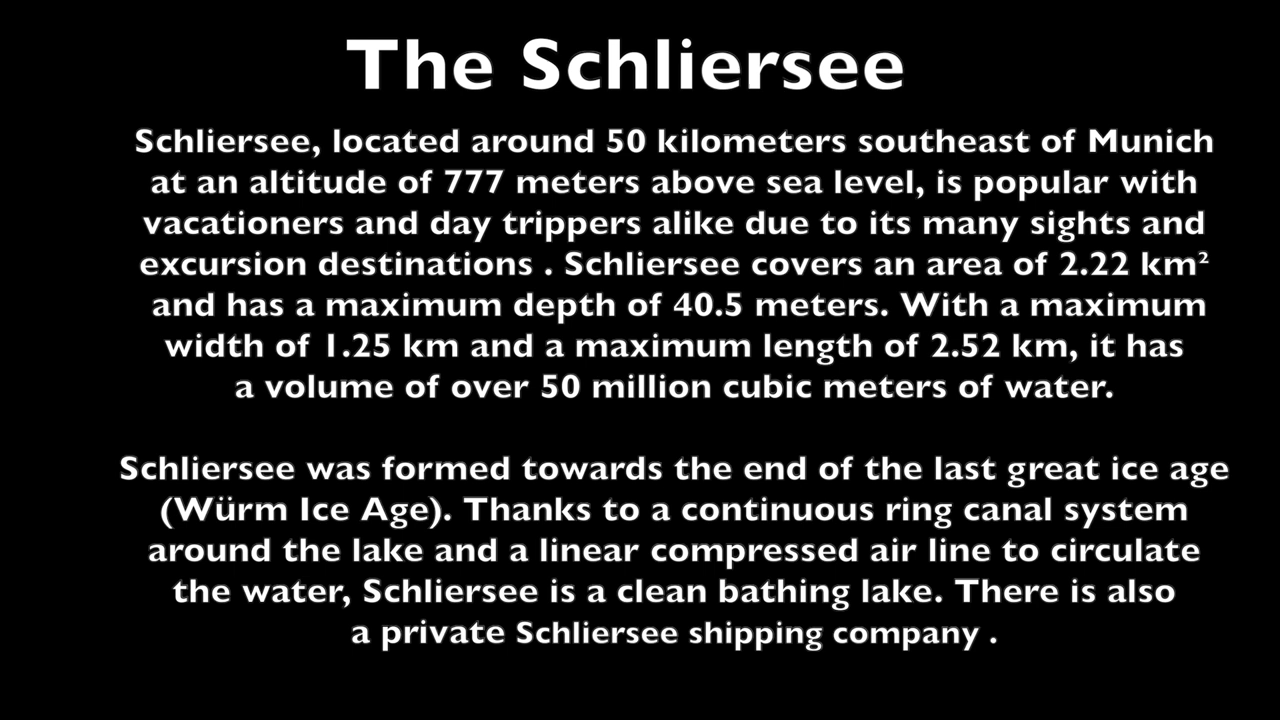 The Schliersee
Schliersee, located around 50 kilometers southeast of Munich
at an altitude of 777 meters above sea level, is popular with
vacationers and day trippers alike due to its many sights and
excursion destinations . Schliersee covers an area of 2.22 km²
and has a maximum depth of 40.5 meters. With a maximum
width of 1.25 km and a maximum length of 2.52 km, it has
a volume of over 50 million cubic meters of water.
Schliersee was formed towards the end of the last great ice age
(Würm Ice Age). Thanks to a continuous ring canal system
around the lake and a linear compressed air line to circulate
the water, Schliersee is a clean bathing lake. There is also
a private Schliersee shipping company .